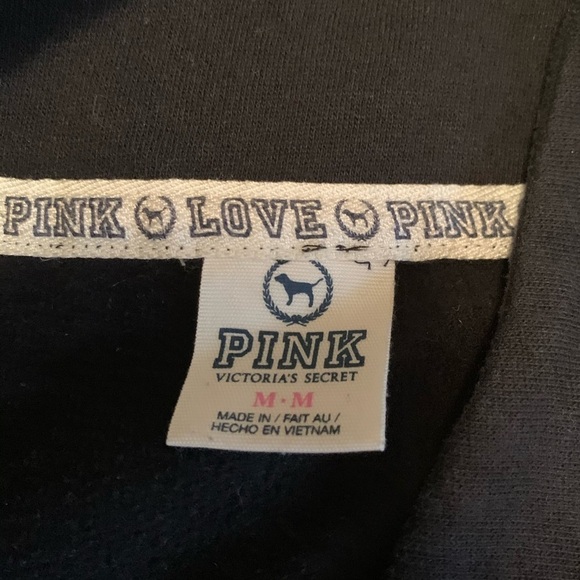 PINK LOVE PINK
PINK
VICTORIA'S SECRET
M · M
MADE IN / FAIT AU /
HECHO EN VIETNAM